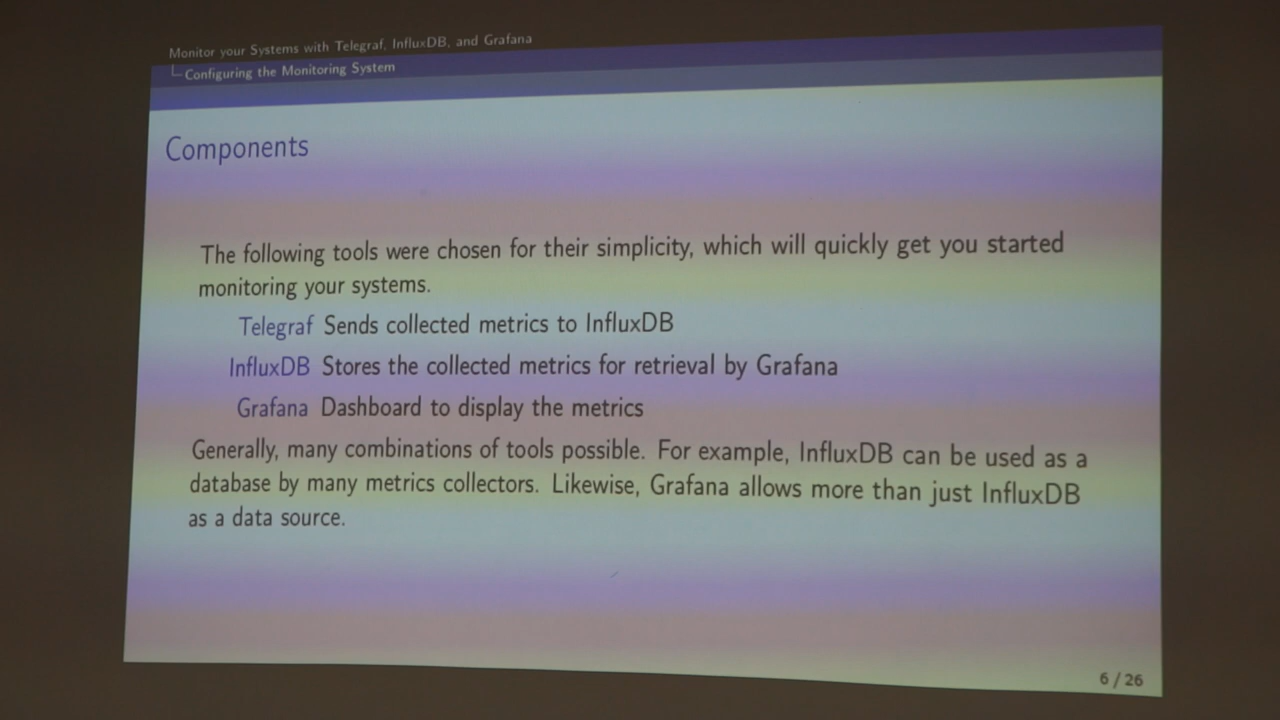 Monitor your Systems with Telegraf, InfluxDB, and Grafana
Configuring the Monitoring System
Components
The following tools were chosen for their simplicity, which will quickly get you started
monitoring your systems.
Telegraf Sends collected metrics to InfluxDB
InfluxDB Stores the collected metrics for retrieval by Grafana
Grafana Dashboard to display the metrics
Generally, many combinations of tools possible. For example, InfluxDB can be used as a
database by many metrics collectors. Likewise, Grafana allows more than just InfluxDB
as a data source.
6 / 26